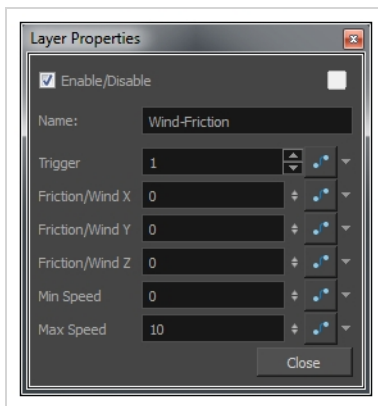 Layer Properties
Enable/Disable
Name: Wind-Friction
Trigger 1
Friction/Wind X 0
Friction/Wind Y 0
Friction/Wind Z 0
Min Speed 0
Max Speed 10
Close